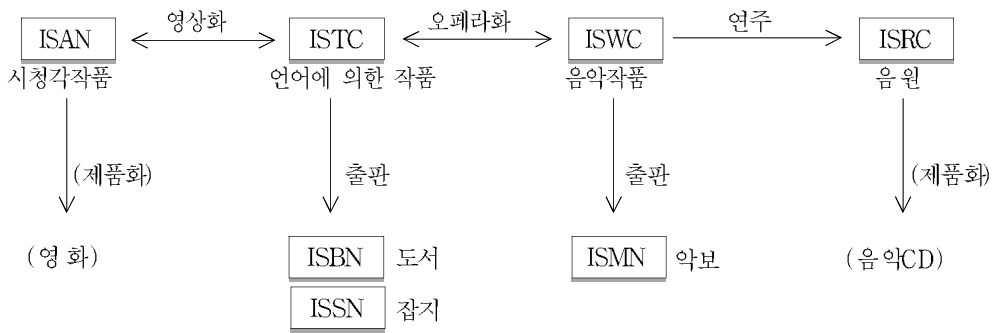 영상화 오페라화 연주
ISAN ISTC ISWC ISRC
시청각작품 언어에 의한 작품 음악작품 음원
(제품화) 출판 출판 (제품화)
(영화) ISBN 도서 ISMN 악보 (음악CD)
ISSN 잡지